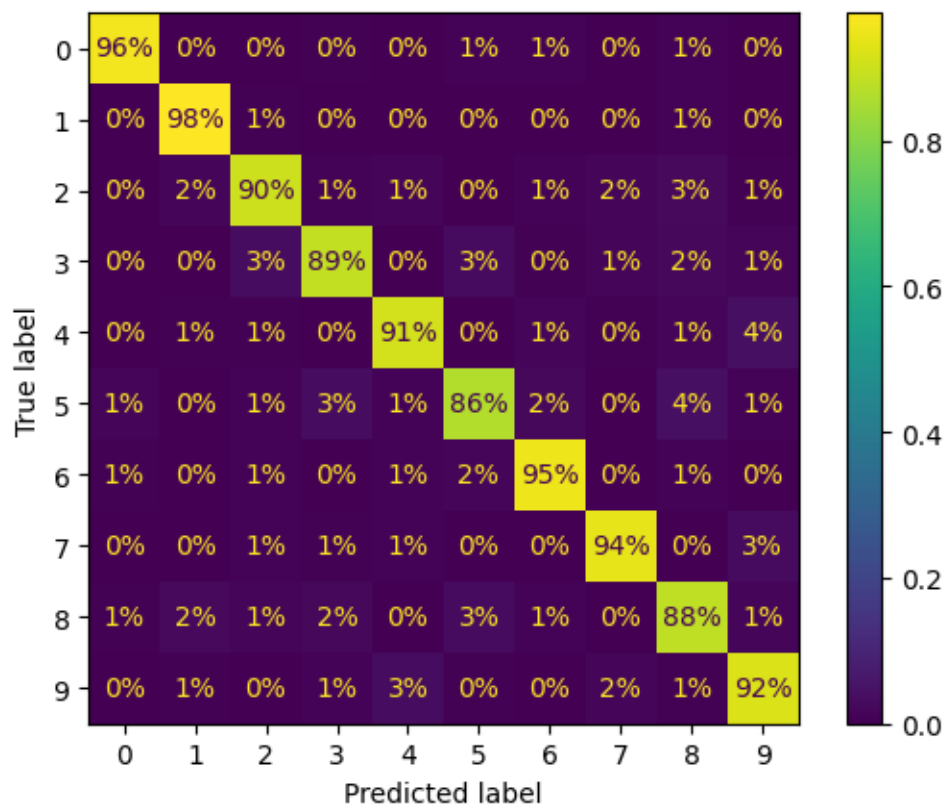 0 96% 0% 0% 0% 0% 1% 1% 0% 1% 0%
1 0% 98% 1% 0% 0% 0% 0% 0% 1% 0%
0.8
2 0% 2% 90% 1% 1% 0% 1% 2% 3% 1%
3 0% 0% 3% 89% 0% 3% 0% 1% 2% 1%
0.6
True label
4 0% 1% 1% 0% 91% 0% 1% 0% 1% 4%
5 1% 0% 1% 3% 1% 86% 2% 0% 4% 1%
0.4
6 1% 0% 1% 0% 1% 2% 95% 0% 1% 0%
7 0% 0% 1% 1% 1% 0% 0% 94% 0% 3%
0.2
8 1% 2% 1% 2% 0% 3% 1% 0% 88% 1%
9 0% 1% 0% 1% 3% 0% 0% 2% 1% 92%
0.0
0 1 2 3 4 5 6 7 8 9
Predicted label